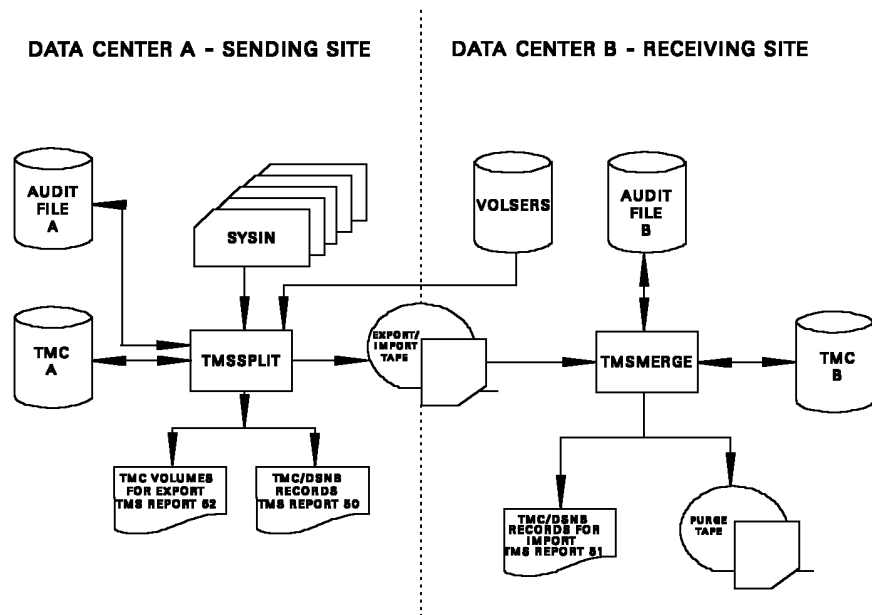 DATA CENTER A - SENDING SITE
DATA CENTER B - RECEIVING SITE
AUDIT
FILE
A
SYSIN
VOLSERS
AUDIT
FILE
B
TMC
A
TMSSPLIT
EXPORT/
IMPORT
TAPE
TMSMERGE
TMC
B
TMC VOLUMES
FOR EXPORT
TMS REPORT 52
TMC/DSNB
RECORDS
TMS REPORT 50
TMC/DSNB
RECORDS FOR
IMPORT
TMS REPORT 51
PURGE
TAPE